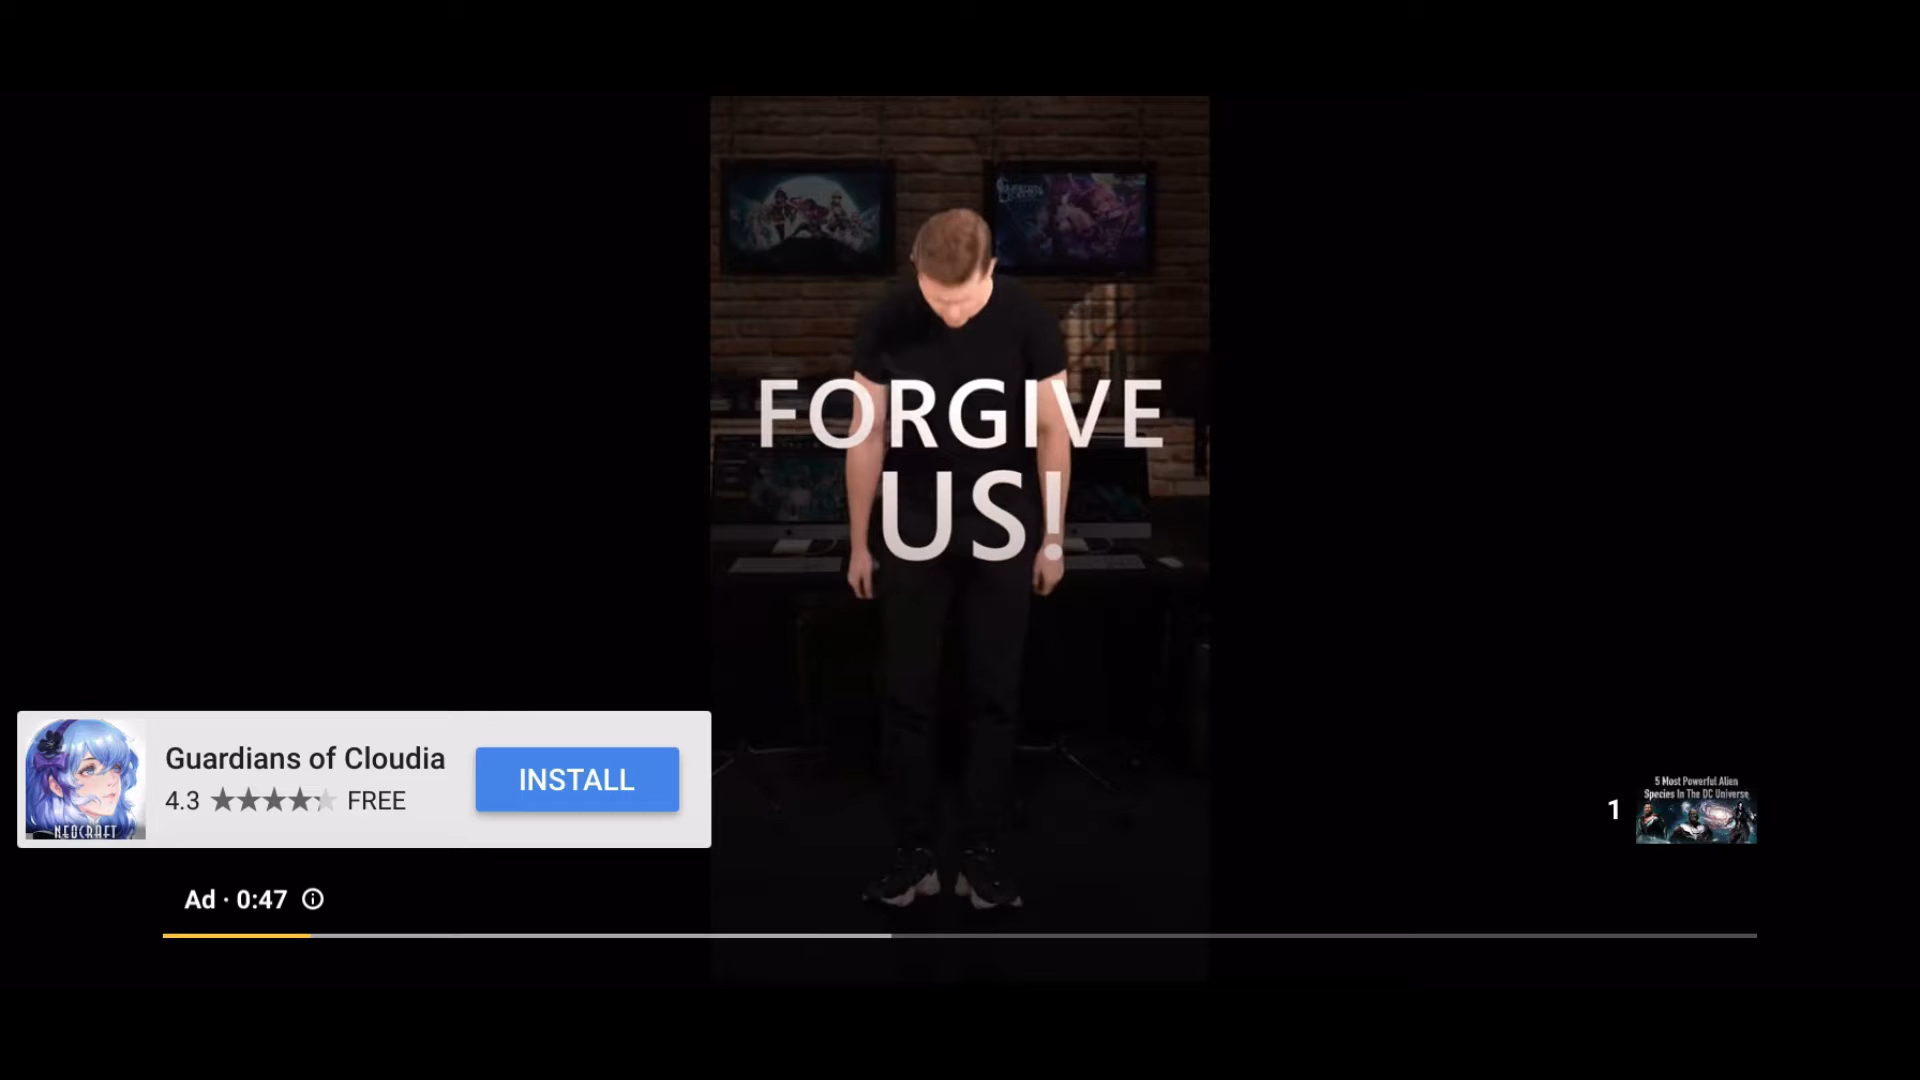 FORGIVE
US!
Guardians of Cloudia
4.3 FREE
INSTALL
NEOCRAFT
Ad · 0:47
1
5 Most Powerful Alien
Species In The DC Universe